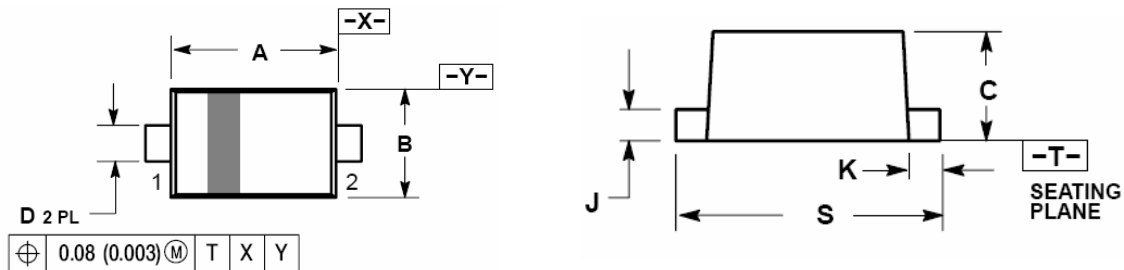 -X-
A
-Y-
B
1
2
D 2 PL
⌖ 0.08 (0.003) Ⓜ T X Y
C
-T-
K
J
S
SEATING
PLANE